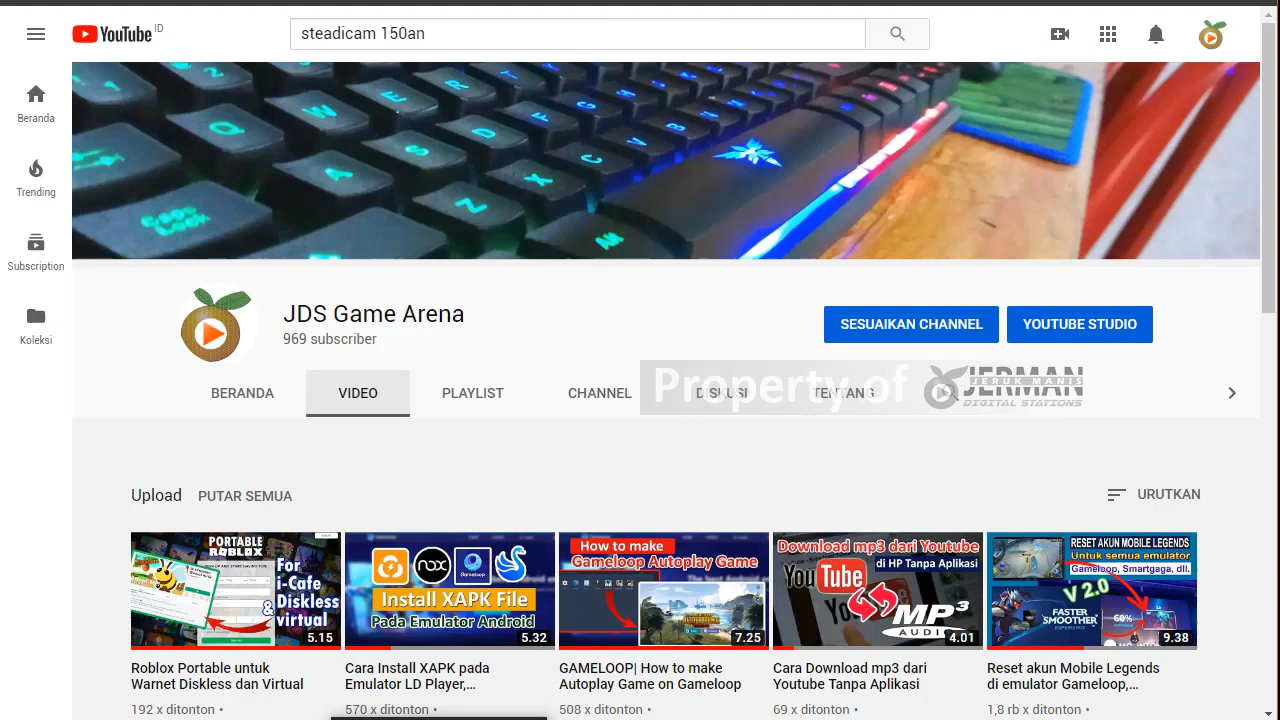 YouTube ID
steadicam 150an
Beranda
Trending
Subscription
Koleksi
JDS Game Arena
969 subscriber
SESUAIKAN CHANNEL
YOUTUBE STUDIO
BERANDA
VIDEO
PLAYLIST
CHANNEL
DISKUSI
TENTANG
Property of
JERMAN
JERUK MANIS
DIGITAL STATIONS
Upload
PUTAR SEMUA
URUTKAN
PORTABLE
ROBLOX
For
i-Cafe
Diskless
& virtual
5.15
Roblox Portable untuk
Warnet Diskless dan Virtual
192 x ditonton •
nox
Gameloop
Install XAPK File
Pada Emulator Android
5.32
Cara Install XAPK pada
Emulator LD Player,...
570 x ditonton •
How to make
Gameloop Autoplay Game
7.25
GAMELOOP| How to make
Autoplay Game on Gameloop
508 x ditonton •
Download mp3 dari Youtube
di HP Tanpa Aplikasi
YouTube
MP3
AUDIO
4.01
Cara Download mp3 dari
Youtube Tanpa Aplikasi
69 x ditonton •
RESET AKUN MOBILE LEGENDS
Untuk semua emulator
Gameloop, Smartgaga, dll.
V 2.0
FASTER
SMOOTHER
EXPERIENCE
60%
9.38
Reset akun Mobile Legends
di emulator Gameloop,...
1,8 rb x ditonton •